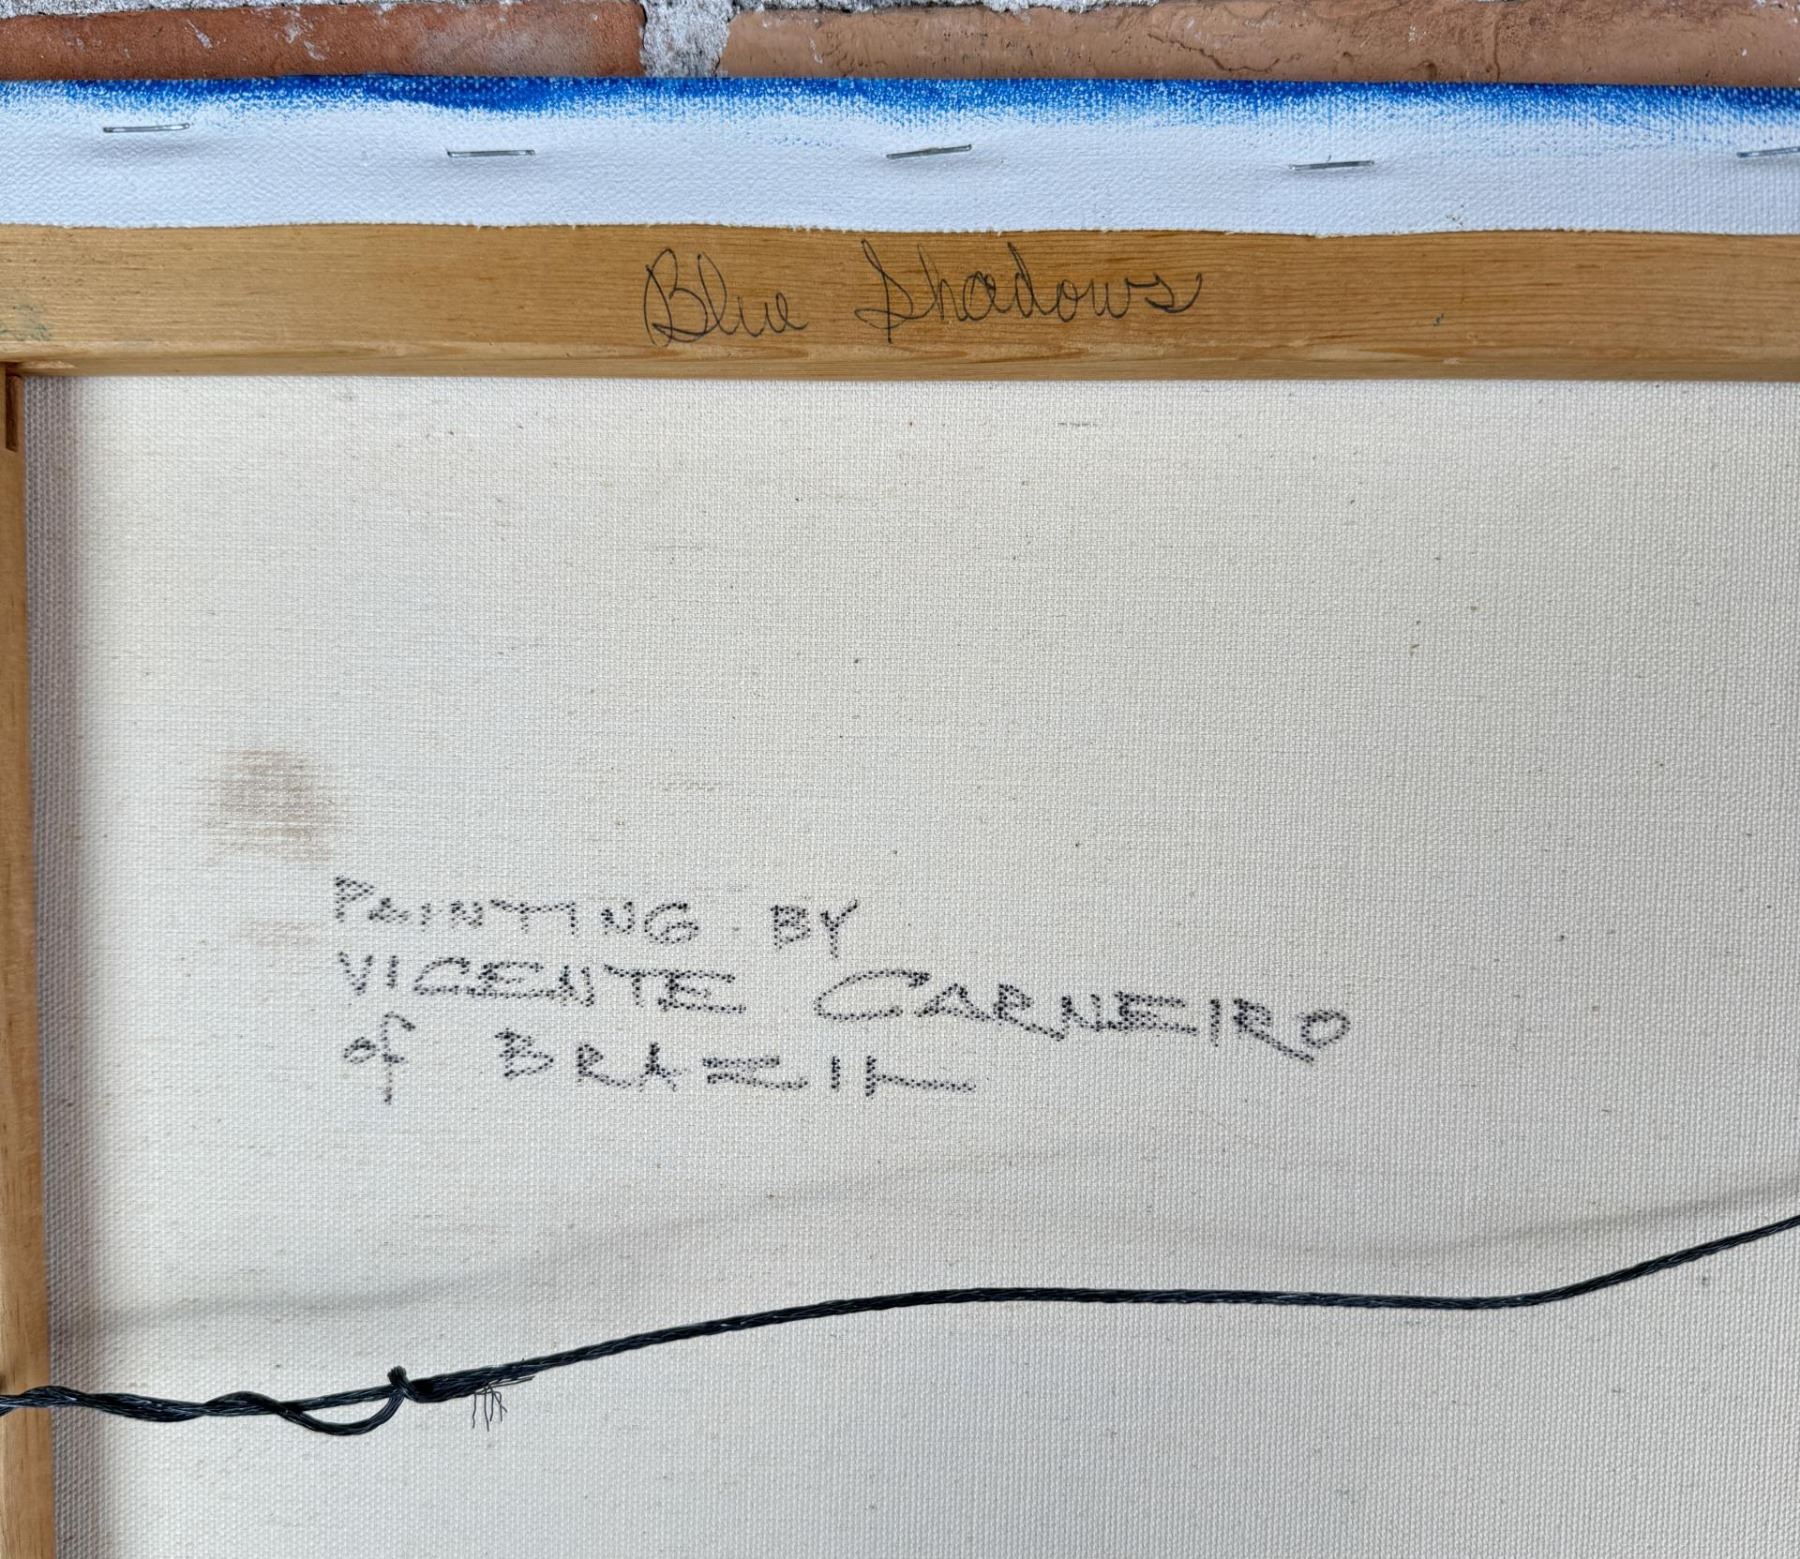 Blue Shadows
PAINTING BY
VICENTE CARNEIRO
of BRAZIL